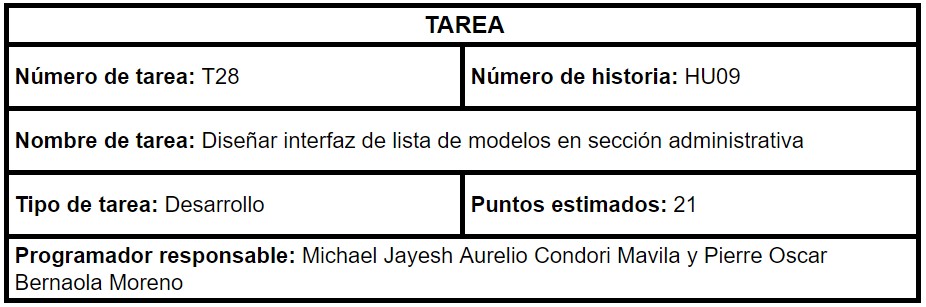 TAREA
Número de tarea: T28
Número de historia: HU09
Nombre de tarea: Diseñar interfaz de lista de modelos en sección administrativa
Tipo de tarea: Desarrollo
Puntos estimados: 21
Programador responsable: Michael Jayesh Aurelio Condori Mavila y Pierre Oscar
Bernaola Moreno